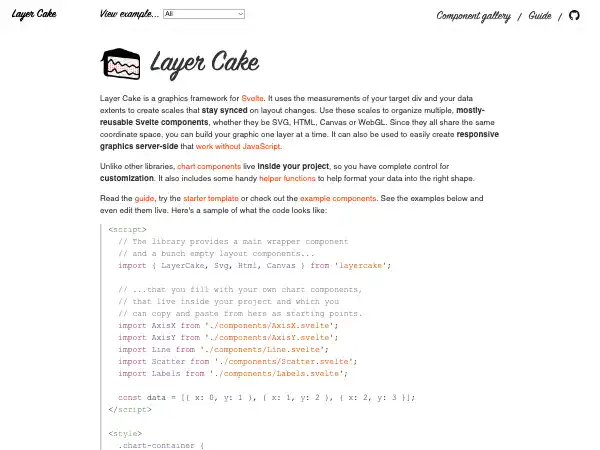 Layer Cake
View example... All
Component gallery / Guide /
Layer Cake
Layer Cake is a graphics framework for Svelte. It uses the measurements of your target div and your data
extents to create scales that stay synced on layout changes. Use these scales to organize multiple, mostly-
reusable Svelte components, whether they be SVG, HTML, Canvas or WebGL. Since they all share the same
coordinate space, you can build your graphic one layer at a time. It can also be used to easily create responsive
graphics server-side that work without JavaScript.
Unlike other libraries, chart components live inside your project, so you have complete control for
customization. It also includes some handy helper functions to help format your data into the right shape.
Read the guide, try the starter template or check out the example components. See the examples below and
even edit them live. Here's a sample of what the code looks like:
<script>
// The library provides a main wrapper component
// and a bunch empty layout components...
import { LayerCake, Svg, Html, Canvas } from 'layercake';
// ...that you fill with your own chart components,
// that live inside your project and which you
// can copy and paste from here as starting points.
import AxisX from './components/AxisX.svelte';
import AxisY from './components/AxisY.svelte';
import Line from './components/Line.svelte';
import Scatter from './components/Scatter.svelte';
import Labels from './components/Labels.svelte';
const data = [{ x: 0, y: 1 }, { x: 1, y: 2 }, { x: 2, y: 3 }];
</script>
<style>
.chart-container {